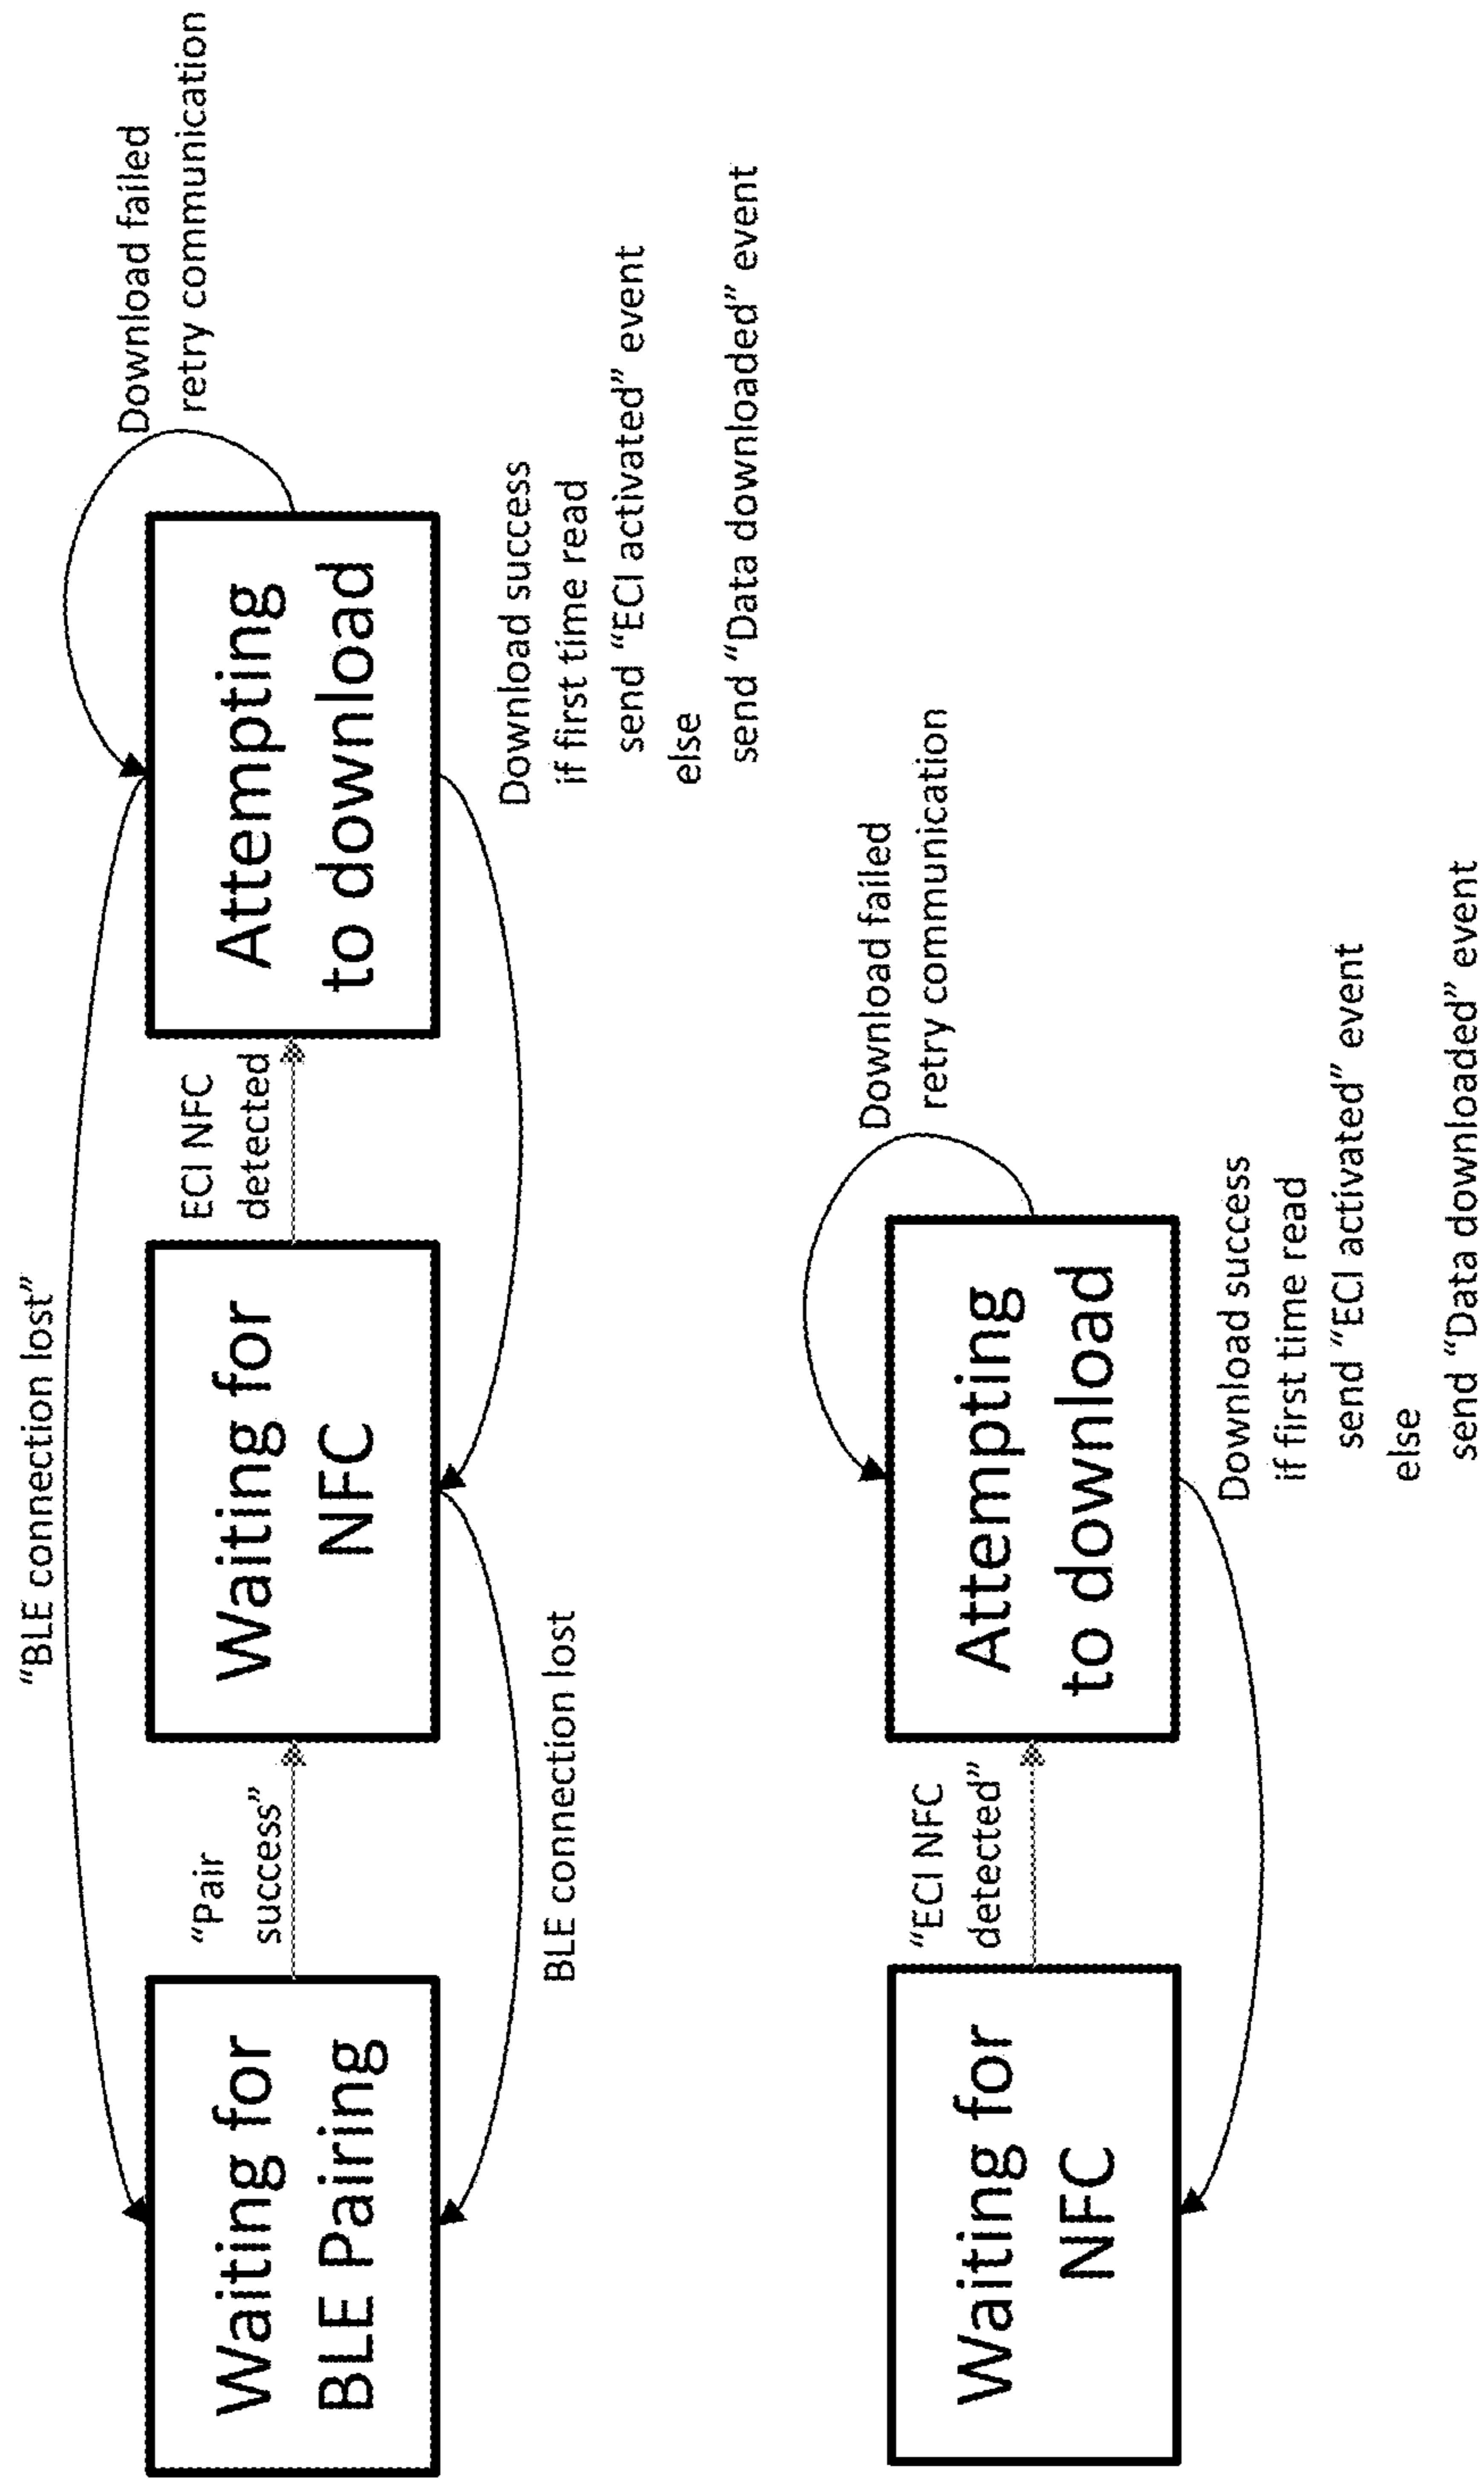 “BLE connection lost”
Waiting for
BLE Pairing
“Pair
success”
Waiting for
NFC
ECI NFC
detected
Attempting
to download
Download failed
retry communication
BLE connection lost
Download success
if first time read
send “ECI activated” event
else
send “Data downloaded” event
Waiting for
NFC
“ECI NFC
detected”
Attempting
to download
Download failed
retry communication
Download success
if first time read
send “ECI activated” event
else
send “Data downloaded” event